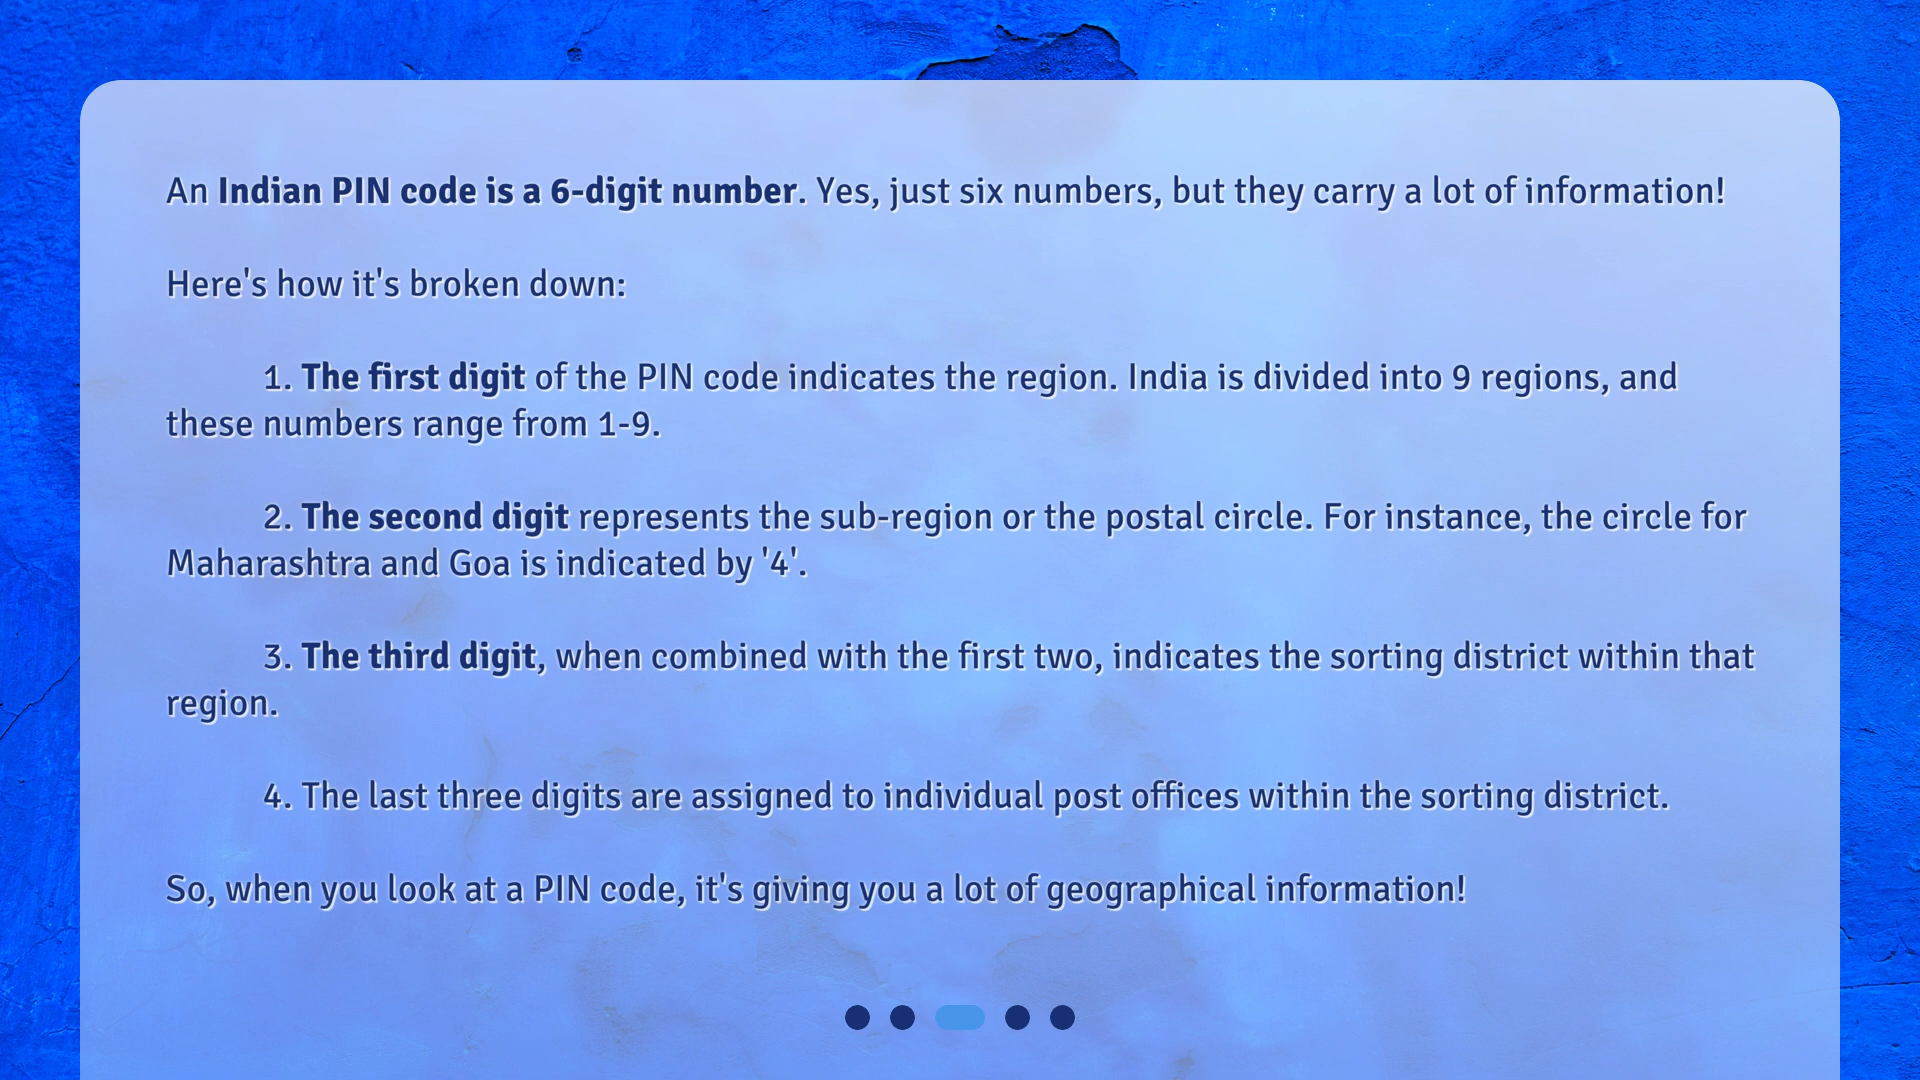 An Indian PIN code is a 6-digit number. Yes, just six numbers, but they carry a lot of information!
Here's how it's broken down:
1. The first digit of the PIN code indicates the region. India is divided into 9 regions, and
these numbers range from 1-9.
2. The second digit represents the sub-region or the postal circle. For instance, the circle for
Maharashtra and Goa is indicated by '4'.
3. The third digit, when combined with the first two, indicates the sorting district within that
region.
4. The last three digits are assigned to individual post offices within the sorting district.
So, when you look at a PIN code, it's giving you a lot of geographical information!